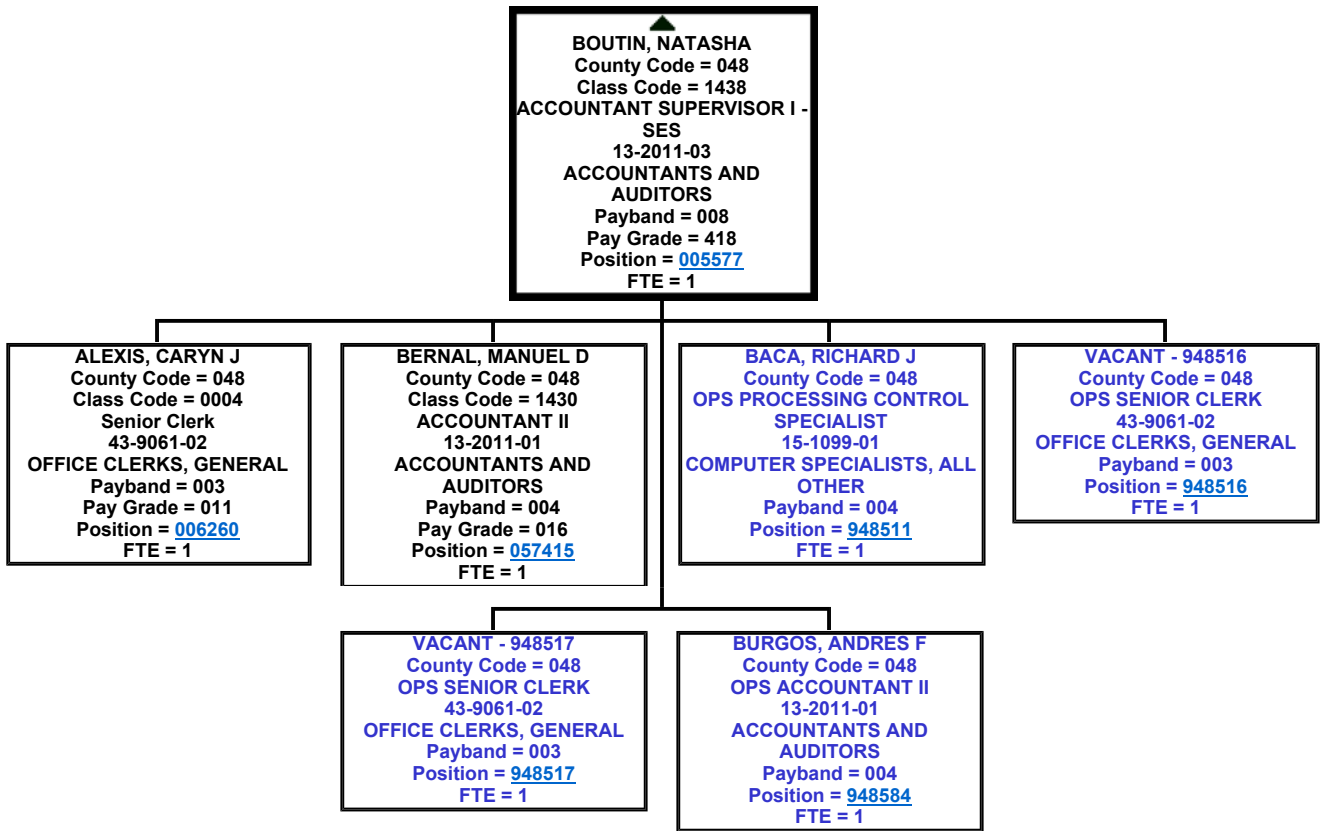 BOUTIN, NATASHA
County Code = 048
Class Code = 1438
ACCOUNTANT SUPERVISOR I -
SES
13-2011-03
ACCOUNTANTS AND
AUDITORS
Payband = 008
Pay Grade = 418
Position = 005577
FTE = 1
ALEXIS, CARYN J
County Code = 048
Class Code = 0004
Senior Clerk
43-9061-02
OFFICE CLERKS, GENERAL
Payband = 003
Pay Grade = 011
Position = 006260
FTE = 1
BERNAL, MANUEL D
County Code = 048
Class Code = 1430
ACCOUNTANT II
13-2011-01
ACCOUNTANTS AND
AUDITORS
Payband = 004
Pay Grade = 016
Position = 057415
FTE = 1
BACA, RICHARD J
County Code = 048
OPS PROCESSING CONTROL
SPECIALIST
15-1099-01
COMPUTER SPECIALISTS, ALL
OTHER
Payband = 004
Position = 948511
FTE = 1
VACANT - 948516
County Code = 048
OPS SENIOR CLERK
43-9061-02
OFFICE CLERKS, GENERAL
Payband = 003
Position = 948516
FTE = 1
VACANT - 948517
County Code = 048
OPS SENIOR CLERK
43-9061-02
OFFICE CLERKS, GENERAL
Payband = 003
Position = 948517
FTE = 1
BURGOS, ANDRES F
County Code = 048
OPS ACCOUNTANT II
13-2011-01
ACCOUNTANTS AND
AUDITORS
Payband = 004
Position = 948584
FTE = 1